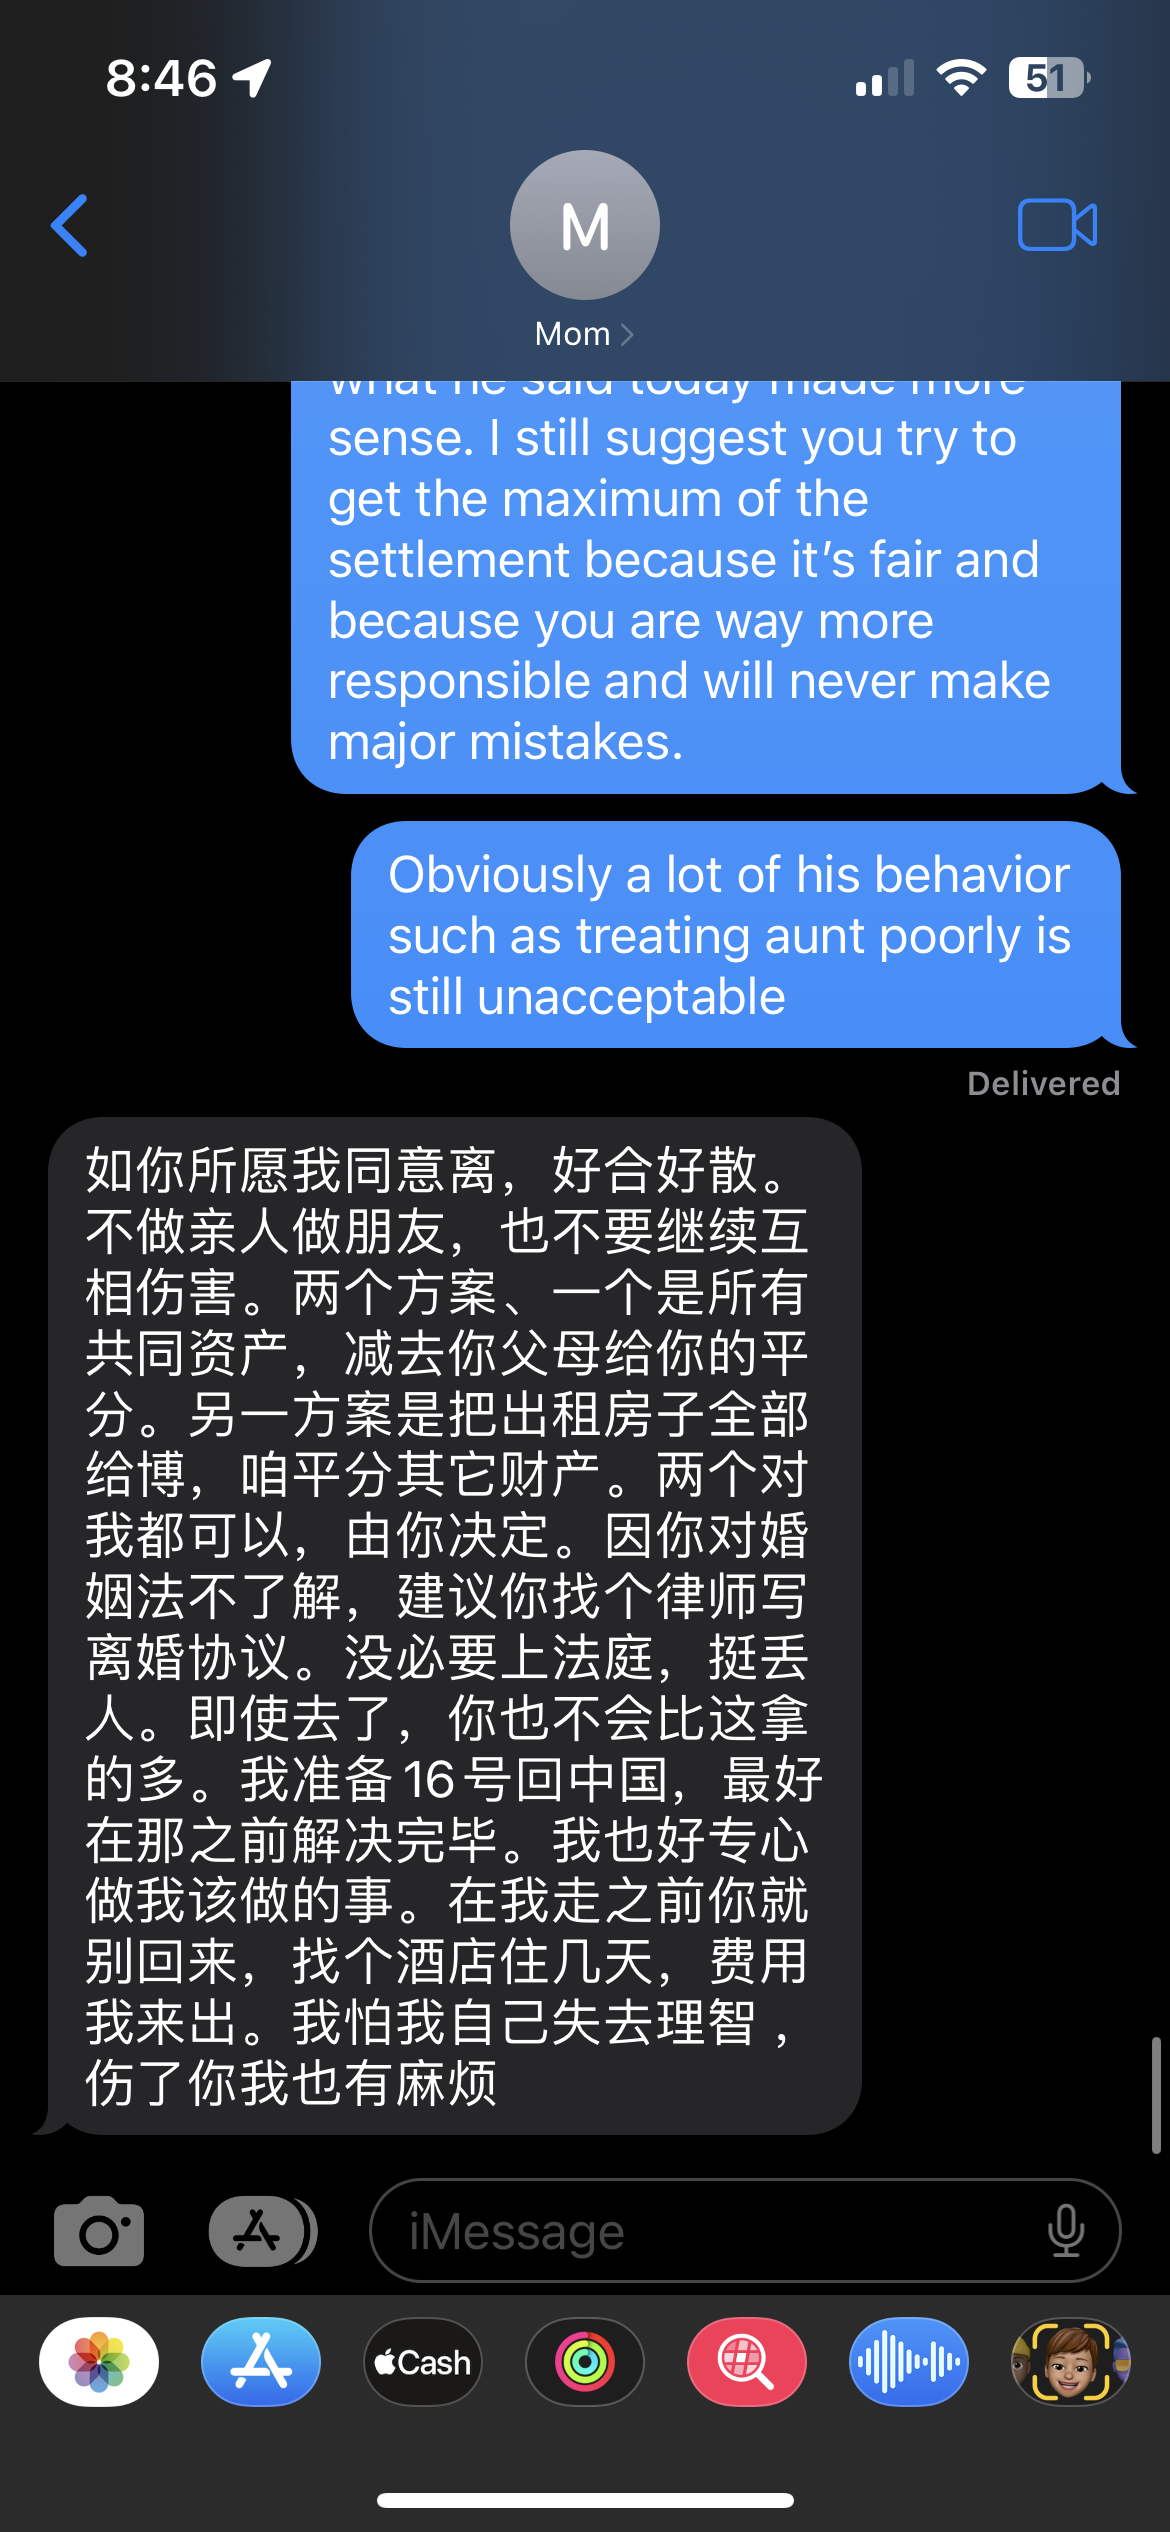 8:46
51
M
Mom
what he said today made more
sense. I still suggest you try to
get the maximum of the
settlement because it’s fair and
because you are way more
responsible and will never make
major mistakes.
Obviously a lot of his behavior
such as treating aunt poorly is
still unacceptable
Delivered
如你所愿我同意离，好合好散。
不做亲人做朋友，也不要继续互
相伤害。两个方案、一个是所有
共同资产，减去你父母给你的平
分。另一方案是把出租房子全部
给博，咱平分其它财产。两个对
我都可以，由你决定。因你对婚
姻法不了解，建议你找个律师写
离婚协议。没必要上法庭，挺丢
人。即使去了，你也不会比这拿
的多。我准备16号回中国，最好
在那之前解决完毕。我也好专心
做我该做的事。在我走之前你就
别回来，找个酒店住几天，费用
我来出。我怕我自己失去理智，
伤了你我也有麻烦
iMessage
Cash